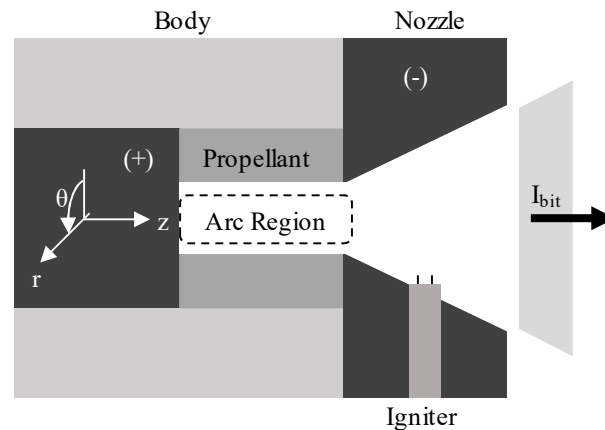 Body
Nozzle
(-)
(+)
Propellant
θ
Arc Region
z
r
I_bit
Igniter